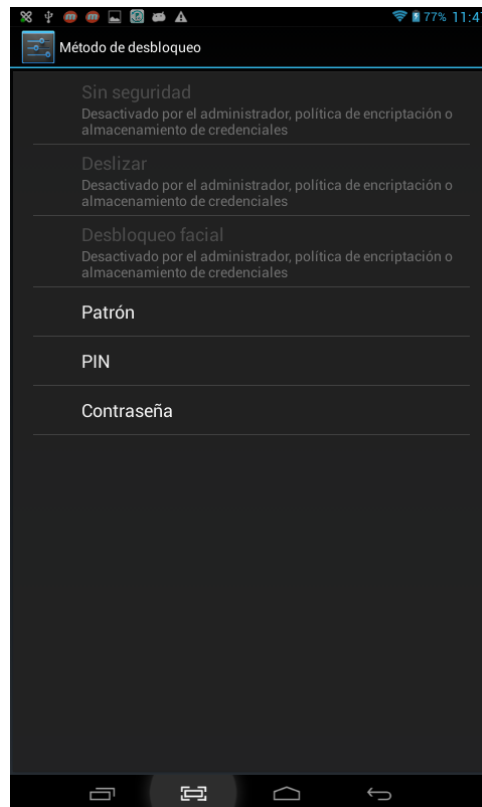 77% 11:4
Método de desbloqueo
Sin seguridad
Desactivado por el administrador, política de encriptación o
almacenamiento de credenciales
Deslizar
Desactivado por el administrador, política de encriptación o
almacenamiento de credenciales
Desbloqueo facial
Desactivado por el administrador, política de encriptación o
almacenamiento de credenciales
Patrón
PIN
Contraseña